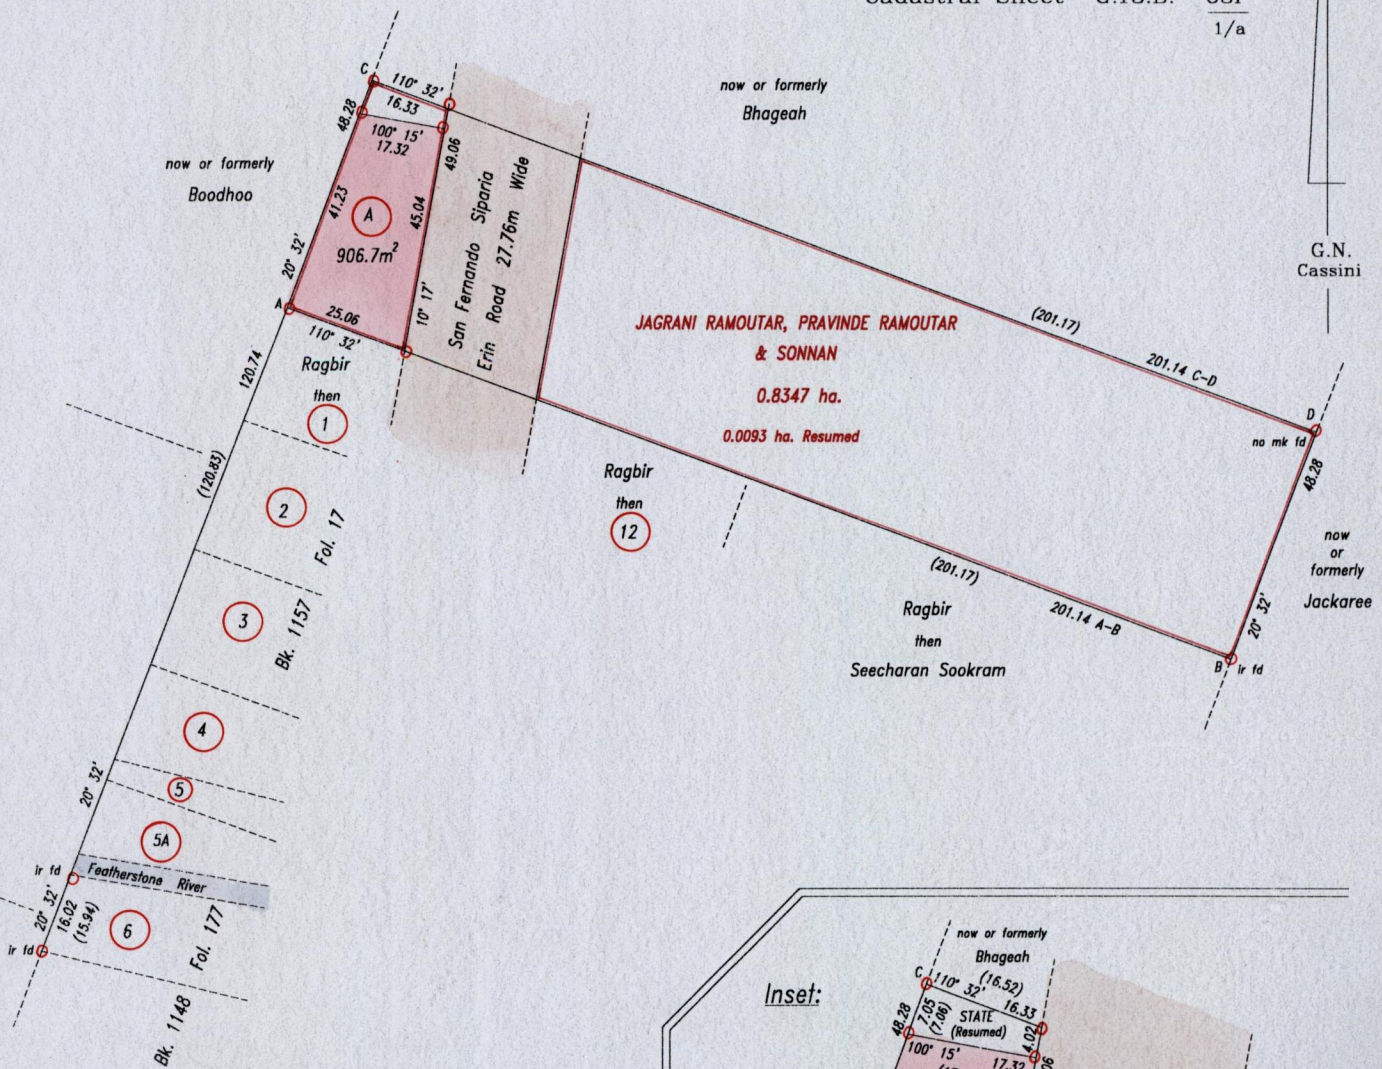 1/a
C
110° 32'
16.33
48.28
100° 15'
17.32
49.06
now or formerly
Bhageah
now or formerly
Boodhoo
41.23
A
45.04
906.7m²
20° 32'
San Fernando Siparia
Erin Road 27.76m Wide
G.N.
Cassini
A
25.06
110° 32'
10° 17'
JAGRANI RAMOUTAR, PRAVINDE RAMOUTAR
& SONNAN
0.8347 ha.
0.0093 ha. Resumed
(201.17)
201.14 C-D
D
no mk fd
48.28
120.74
Ragbir
then
1
(120.83)
2
Fol. 17
Ragbir
then
12
now
or
formerly
Jackaree
(201.17)
201.14 A-B
20° 32'
Ragbir
then
Seecharan Sookram
B
ir fd
3
Bk. 1157
4
20° 32'
5
5A
ir fd
Featherstone River
20° 32'
16.02
(15.94)
6
Fol. 177
ir fd
Bk. 1148
Inset:
now or formerly
Bhageah
C
110° 32'
(16.52)
16.33
48.28
7.05
(7.06)
STATE
(Resumed)
4.02
100° 15'
17.32